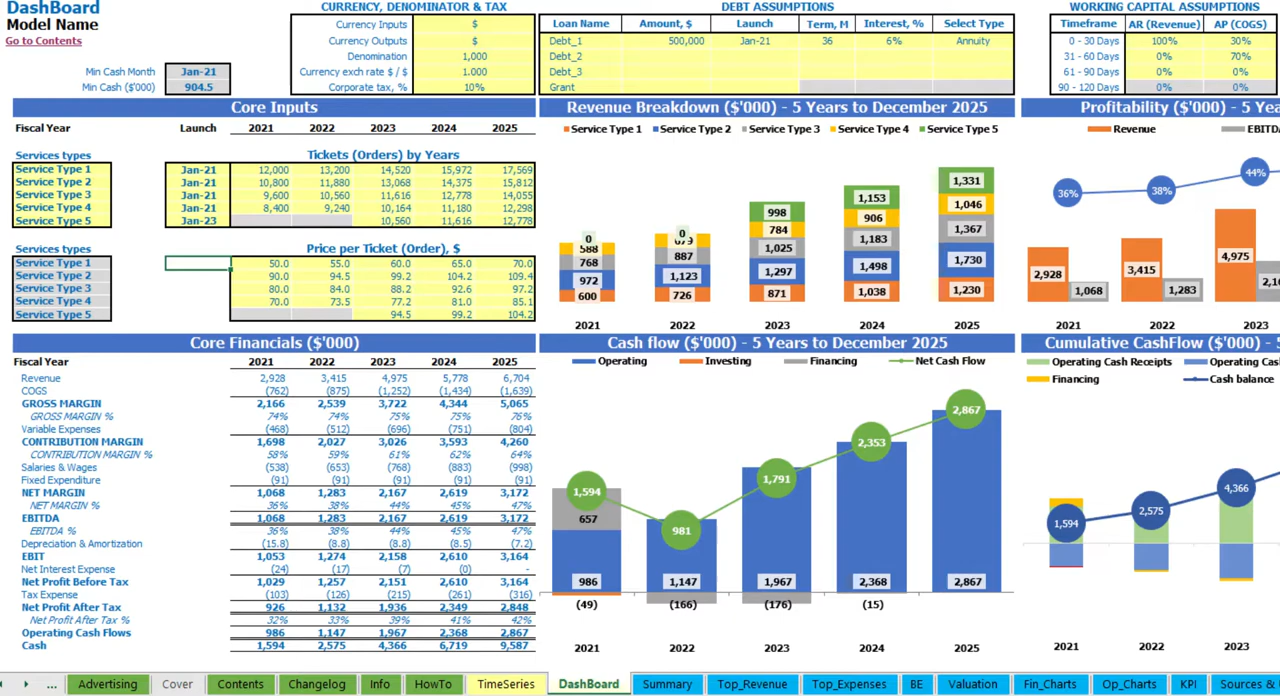 DashBoard
Model Name
Go to Contents
Min Cash Month Jan-21
Min Cash ($'000) 904.5
CURRENCY, DENOMINATOR & TAX
Currency Inputs $
Currency Outputs $
Denomination 1,000
Currency exch rate $ / $ 1.000
Corporate tax, % 10%
DEBT ASSUMPTIONS
Loan Name Amount, $ Launch Term, M Interest, % Select Type
Debt_1 500,000 Jan-21 36 6% Annuity
Debt_2
Debt_3
Grant
WORKING CAPITAL ASSUMPTIONS
Timeframe AR (Revenue) AP (COGS)
0 - 30 Days 100% 30%
31 - 60 Days 0% 70%
61 - 90 Days 0% 0%
90 - 120 Days 0% 0%
Core Inputs
Fiscal Year Launch 2021 2022 2023 2024 2025
Services types Tickets (Orders) by Years
Service Type 1 Jan-21 12,000 13,200 14,520 15,972 17,569
Service Type 2 Jan-21 10,800 11,880 13,068 14,375 15,812
Service Type 3 Jan-21 9,600 10,560 11,616 12,778 14,055
Service Type 4 Jan-21 8,400 9,240 10,164 11,180 12,298
Service Type 5 Jan-23 10,560 11,616 12,778
Services types Price per Ticket (Order), $
Service Type 1 50.0 55.0 60.0 65.0 70.0
Service Type 2 90.0 94.5 99.2 104.2 109.4
Service Type 3 80.0 84.0 88.2 92.6 97.2
Service Type 4 70.0 73.5 77.2 81.0 85.1
Service Type 5 94.5 99.2 104.2
Revenue Breakdown ($'000) - 5 Years to December 2025
Service Type 1 Service Type 2 Service Type 3 Service Type 4 Service Type 5
0 588 768 972 600
0 679 887 1,123 726
998 784 1,025 1,297 871
1,153 906 1,183 1,498 1,038
1,331 1,046 1,367 1,730 1,230
2021 2022 2023 2024 2025
Profitability ($'000) - 5 Yea
Revenue EBITD
36% 38% 44%
2,928 1,068 3,415 1,283 4,975 2,16
2021 2022 2023
Core Financials ($'000)
Fiscal Year 2021 2022 2023 2024 2025
Revenue 2,928 3,415 4,975 5,778 6,704
COGS (762) (875) (1,252) (1,434) (1,639)
GROSS MARGIN 2,166 2,539 3,722 4,344 5,065
GROSS MARGIN % 74% 74% 75% 75% 76%
Variable Expenses (468) (512) (696) (751) (804)
CONTRIBUTION MARGIN 1,698 2,027 3,026 3,593 4,260
CONTRIBUTION MARGIN % 58% 59% 61% 62% 64%
Salaries & Wages (538) (653) (768) (883) (998)
Fixed Expenditure (91) (91) (91) (91) (91)
NET MARGIN 1,068 1,283 2,167 2,619 3,172
NET MARGIN % 36% 38% 44% 45% 47%
EBITDA 1,068 1,283 2,167 2,619 3,172
EBITDA % 36% 38% 44% 45% 47%
Depreciation & Amortization (15.8) (8.8) (8.8) (8.5) (7.2)
EBIT 1,053 1,274 2,158 2,610 3,164
Net Interest Expense (24) (17) (7) (0) -
Net Profit Before Tax 1,029 1,257 2,151 2,610 3,164
Tax Expense (103) (126) (215) (261) (316)
Net Profit After Tax 926 1,132 1,936 2,349 2,848
Net Profit After Tax % 32% 33% 39% 41% 42%
Operating Cash Flows 986 1,147 1,967 2,368 2,867
Cash 1,594 2,575 4,366 6,719 9,587
Cash flow ($'000) - 5 Years to December 2025
Operating Investing Financing Net Cash Flow
1,594 981 1,791 2,353 2,867
657
986 1,147 1,967 2,368 2,867
(49) (166) (176) (15)
2021 2022 2023 2024 2025
Cumulative CashFlow ($'000) - 5
Operating Cash Receipts Operating Cas
Financing Cash balance
1,594 2,575 4,366
2021 2022 2023
... Advertising Cover Contents Changelog Info HowTo TimeSeries DashBoard Summary Top_Revenue Top_Expenses BE Valuation Fin_Charts Op_Charts KPI Sources &